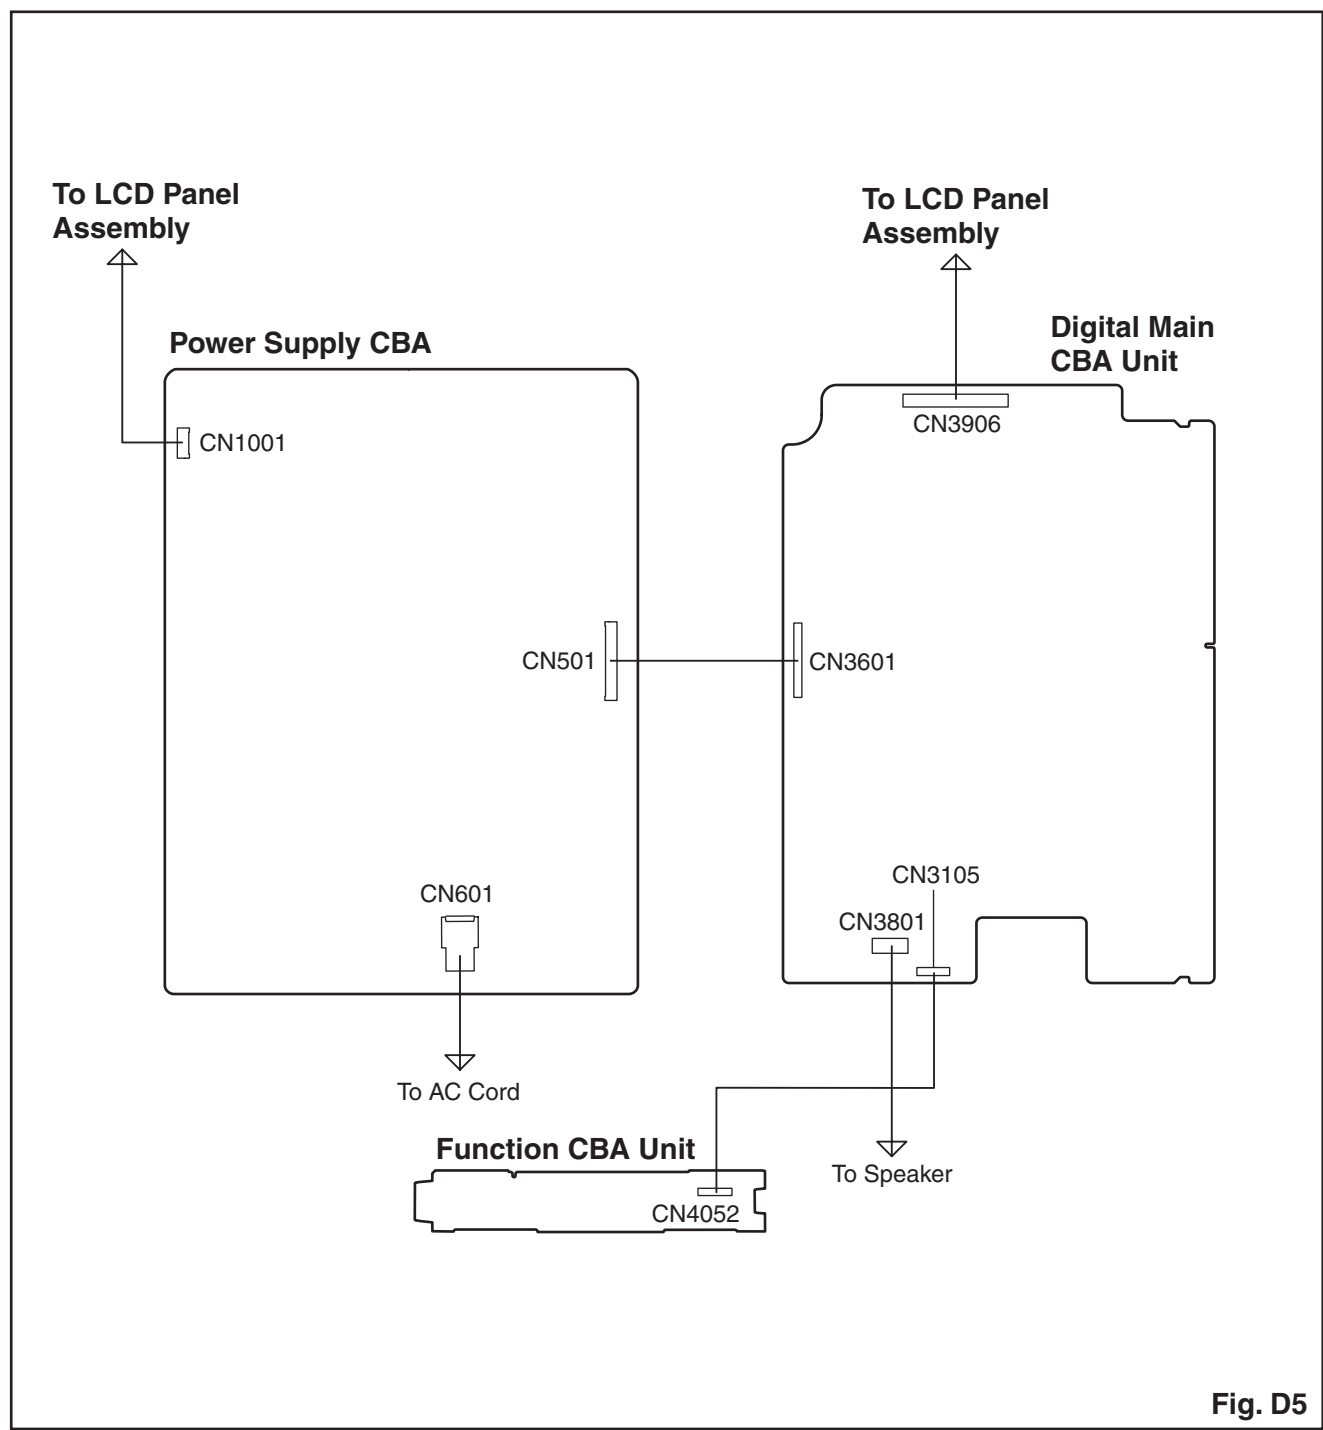 To LCD Panel
Assembly
To LCD Panel
Assembly
Power Supply CBA
Digital Main
CBA Unit
CN1001
CN3906
CN501
CN3601
CN601
CN3105
CN3801
To AC Cord
Function CBA Unit
To Speaker
CN4052
Fig. D5